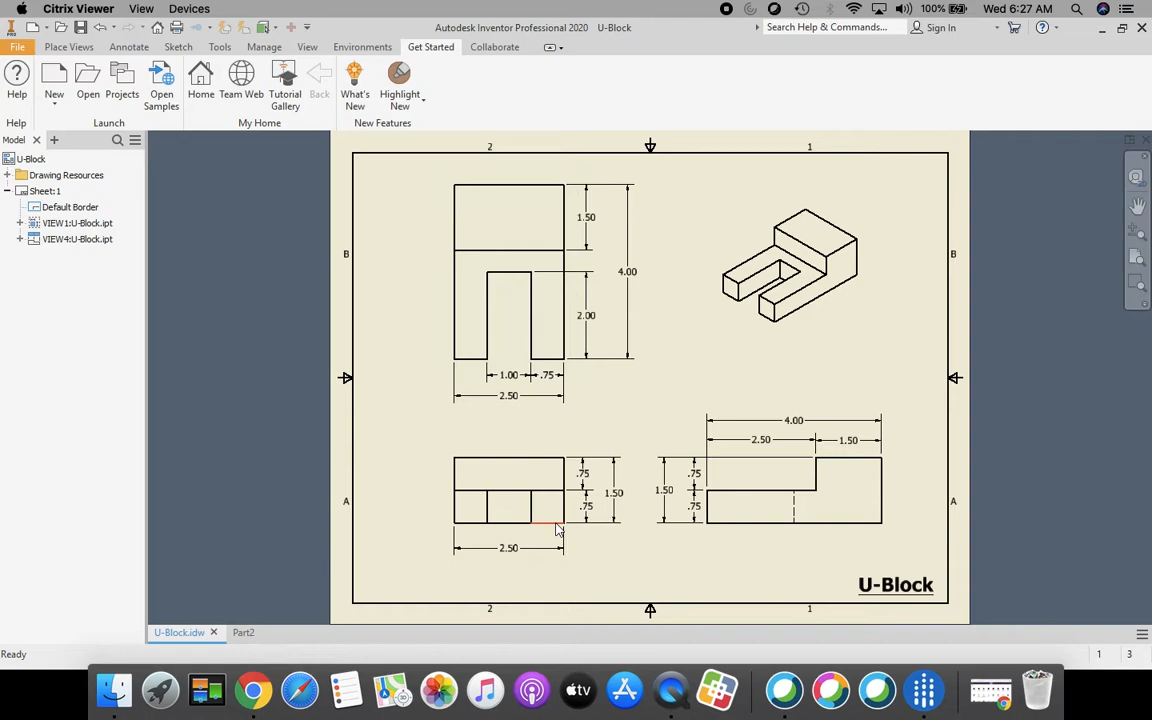 Citrix Viewer View Devices 100% Wed 6:27 AM
Autodesk Inventor Professional 2020 U-Block Search Help & Commands... Sign In
File Place Views Annotate Sketch Tools Manage View Environments Get Started Collaborate
Help New Open Projects Open Samples Home Team Web Tutorial Gallery Back What's New Highlight New
Help Launch My Home New Features
Model
U-Block
Drawing Resources
Sheet:1
Default Border
VIEW1:U-Block.ipt
VIEW4:U-Block.ipt
2 1
1.50
B B
4.00
2.00
1.00 .75
2.50
4.00
2.50 1.50
.75 1.50 1.50 .75
A A
.75 .75
2.50
U-Block
2 1
U-Block.idw Part2
Ready 1 3